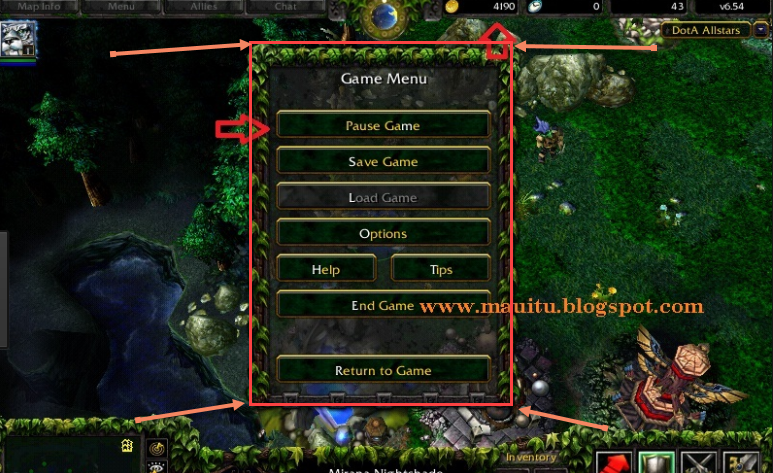 Map Info Menu Allies Chat 4190 0 43 v6.54
DotA Allstars
Game Menu
Pause Game
Save Game
Load Game
Options
Help Tips
End Game
www.mauitu.blogspot.com
Return to Game
Inventory
Mirana Nightshade